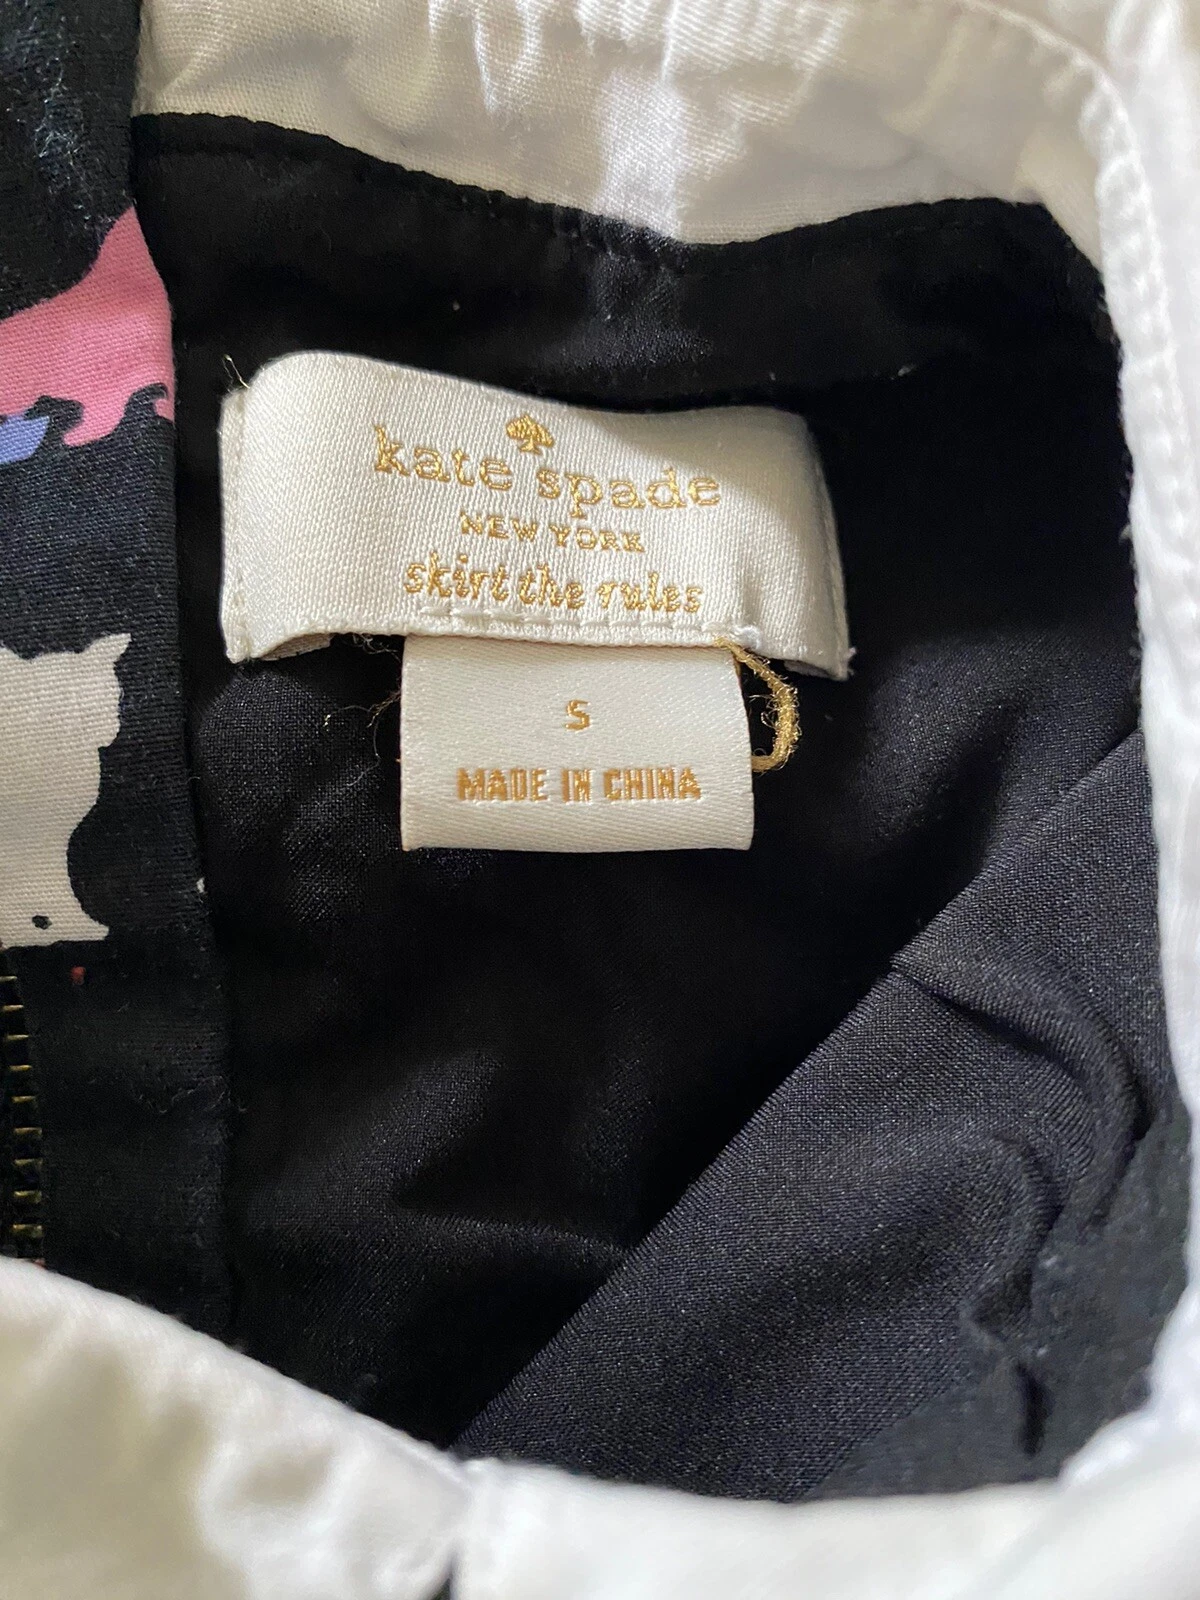 kate spade
NEW YORK
skirt the rules
S
MADE IN CHINA